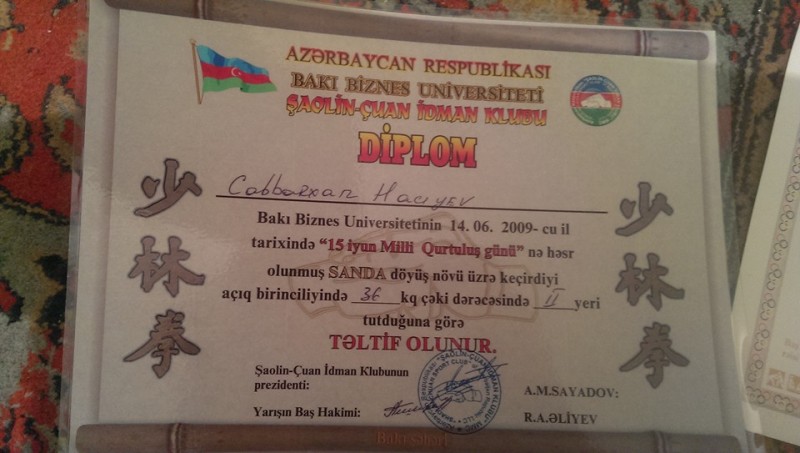 AZƏRBAYCAN RESPUBLİKASI
BAKI BİZNES UNİVERSİTETİ
ŞAOLİN-ÇUAN İDMAN KLUBU
DİPLOM
Cabbarxan Hacıyev
Bakı Biznes Universitetinin 14.06. 2009- cu il
tarixində "15 İyun Milli Qurtuluş günü" nə həsr
olunmuş SANDA döyüş növü üzrə keçirdiyi
açıq birinciliyində 36 kq çəki dərəcəsində II yeri
tutduğuna görə
TƏLTİF OLUNUR.
Şaolin-Çuan İdman Klubunun
prezidenti:
A.M.SAYADOV:
Yarışın Baş Hakimi:
R.A.ƏLİYEV
Bakı şəhəri
少林拳
少林拳